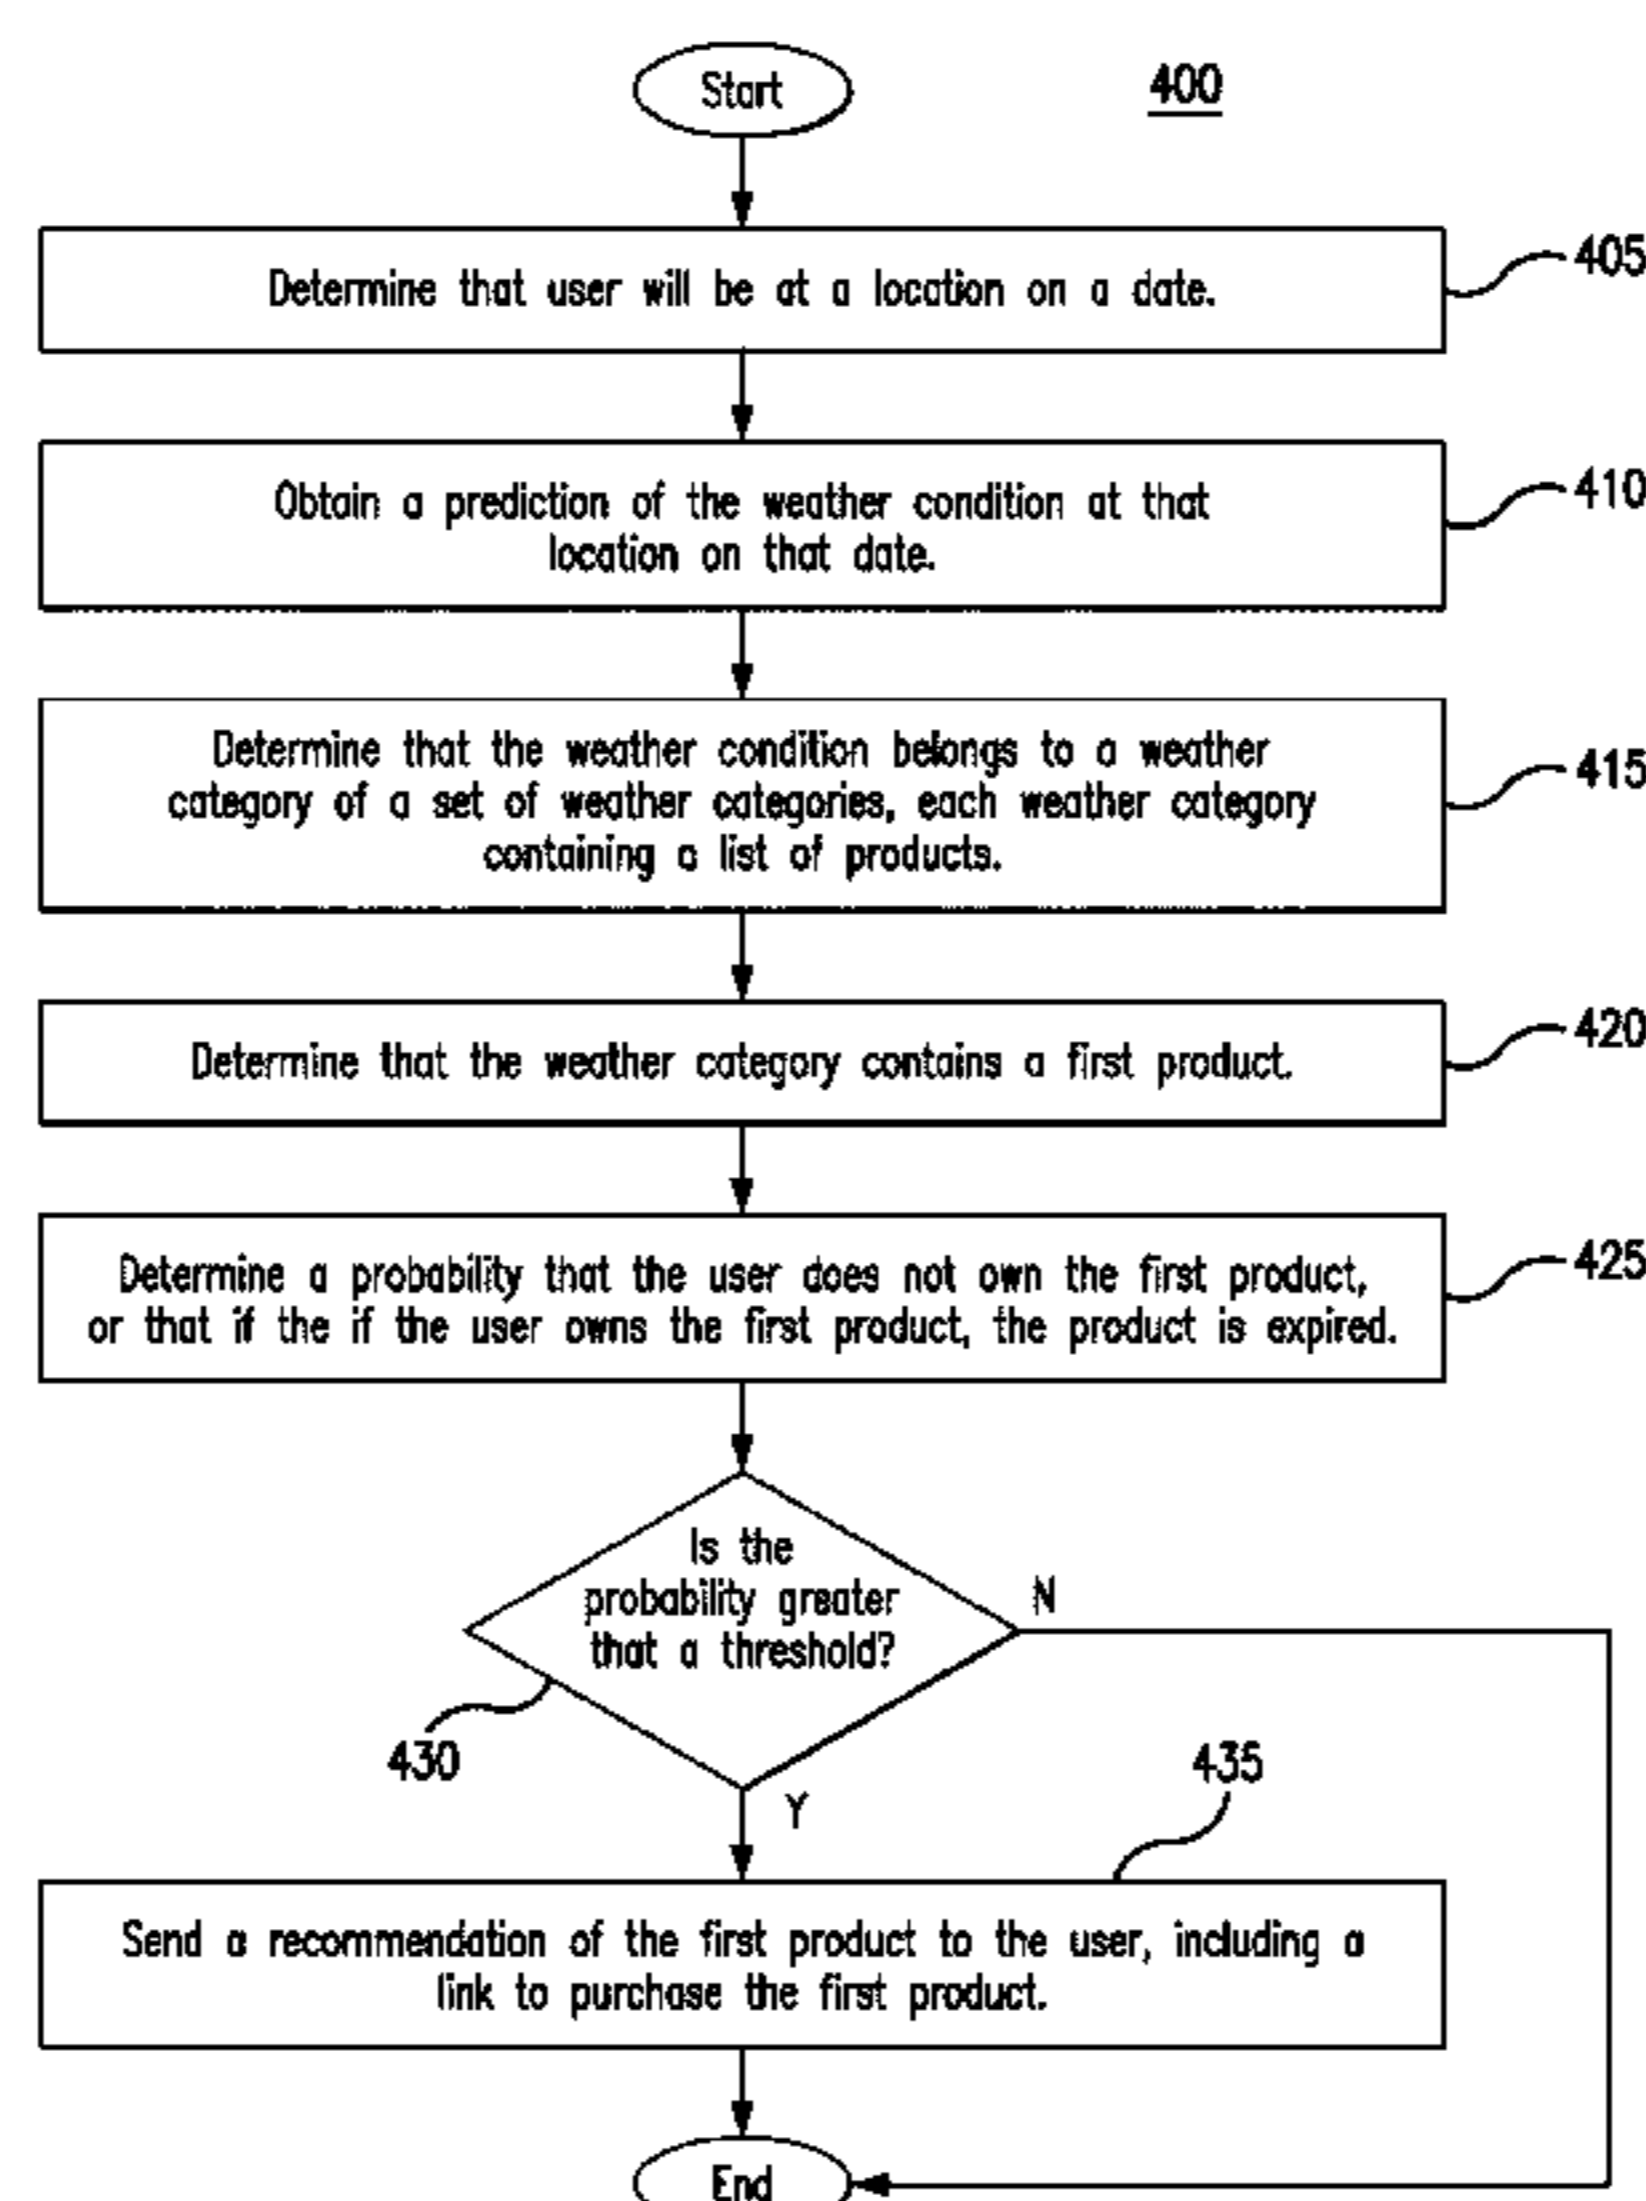 Start
400
Determine that user will be at a location on a date.
405
Obtain a prediction of the weather condition at that
location on that date.
410
Determine that the weather condition belongs to a weather
category of a set of weather categories, each weather category
containing a list of products.
415
Determine that the weather category contains a first product.
420
Determine a probability that the user does not own the first product,
or that if the if the user owns the first product, the product is expired.
425
Is the
probability greater
that a threshold?
N
430
Y
435
Send a recommendation of the first product to the user, including a
link to purchase the first product.
End